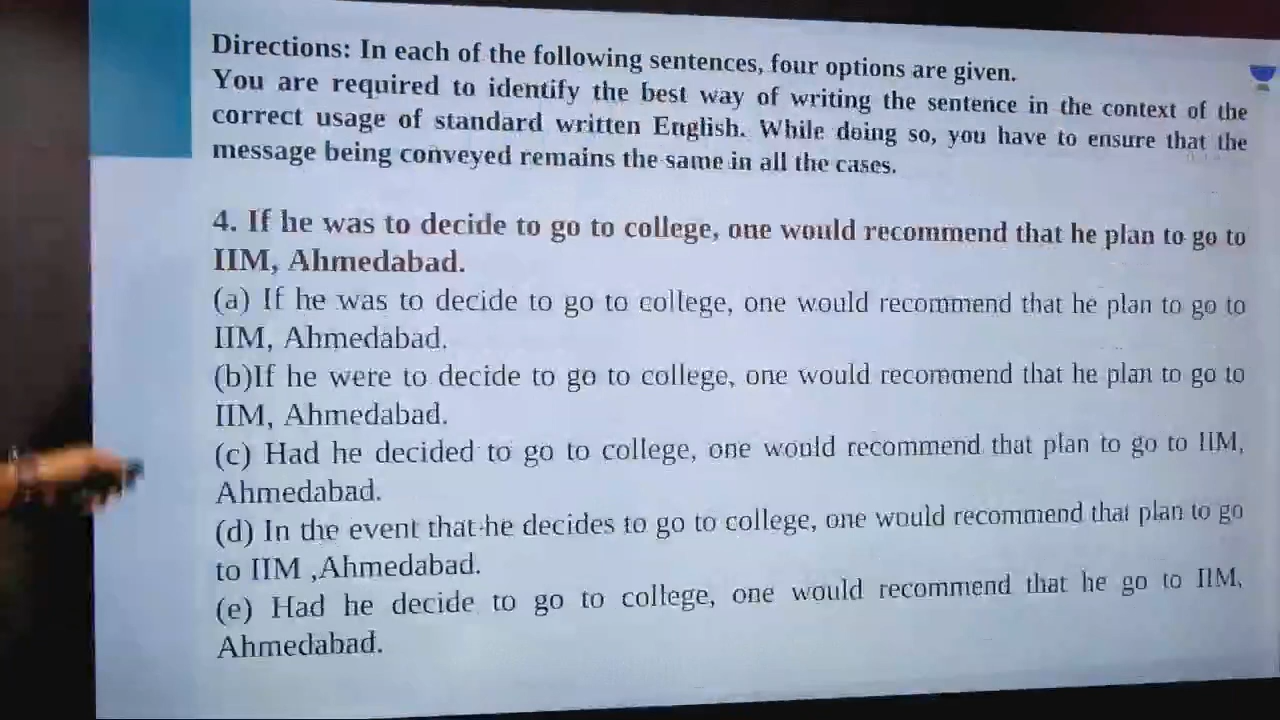 Directions: In each of the following sentences, four options are given.
You are required to identify the best way of writing the sentence in the context of the
correct usage of standard written English. While doing so, you have to ensure that the
message being conveyed remains the same in all the cases.
4. If he was to decide to go to college, one would recommend that he plan to go to
IIM, Ahmedabad.
(a) If he was to decide to go to college, one would recommend that he plan to go to
IIM, Ahmedabad.
(b)If he were to decide to go to college, one would recommend that he plan to go to
IIM, Ahmedabad.
(c) Had he decided to go to college, one would recommend that plan to go to IIM,
Ahmedabad.
(d) In the event that he decides to go to college, one would recommend that plan to go
to IIM ,Ahmedabad.
(e) Had he decide to go to college, one would recommend that he go to IIM,
Ahmedabad.